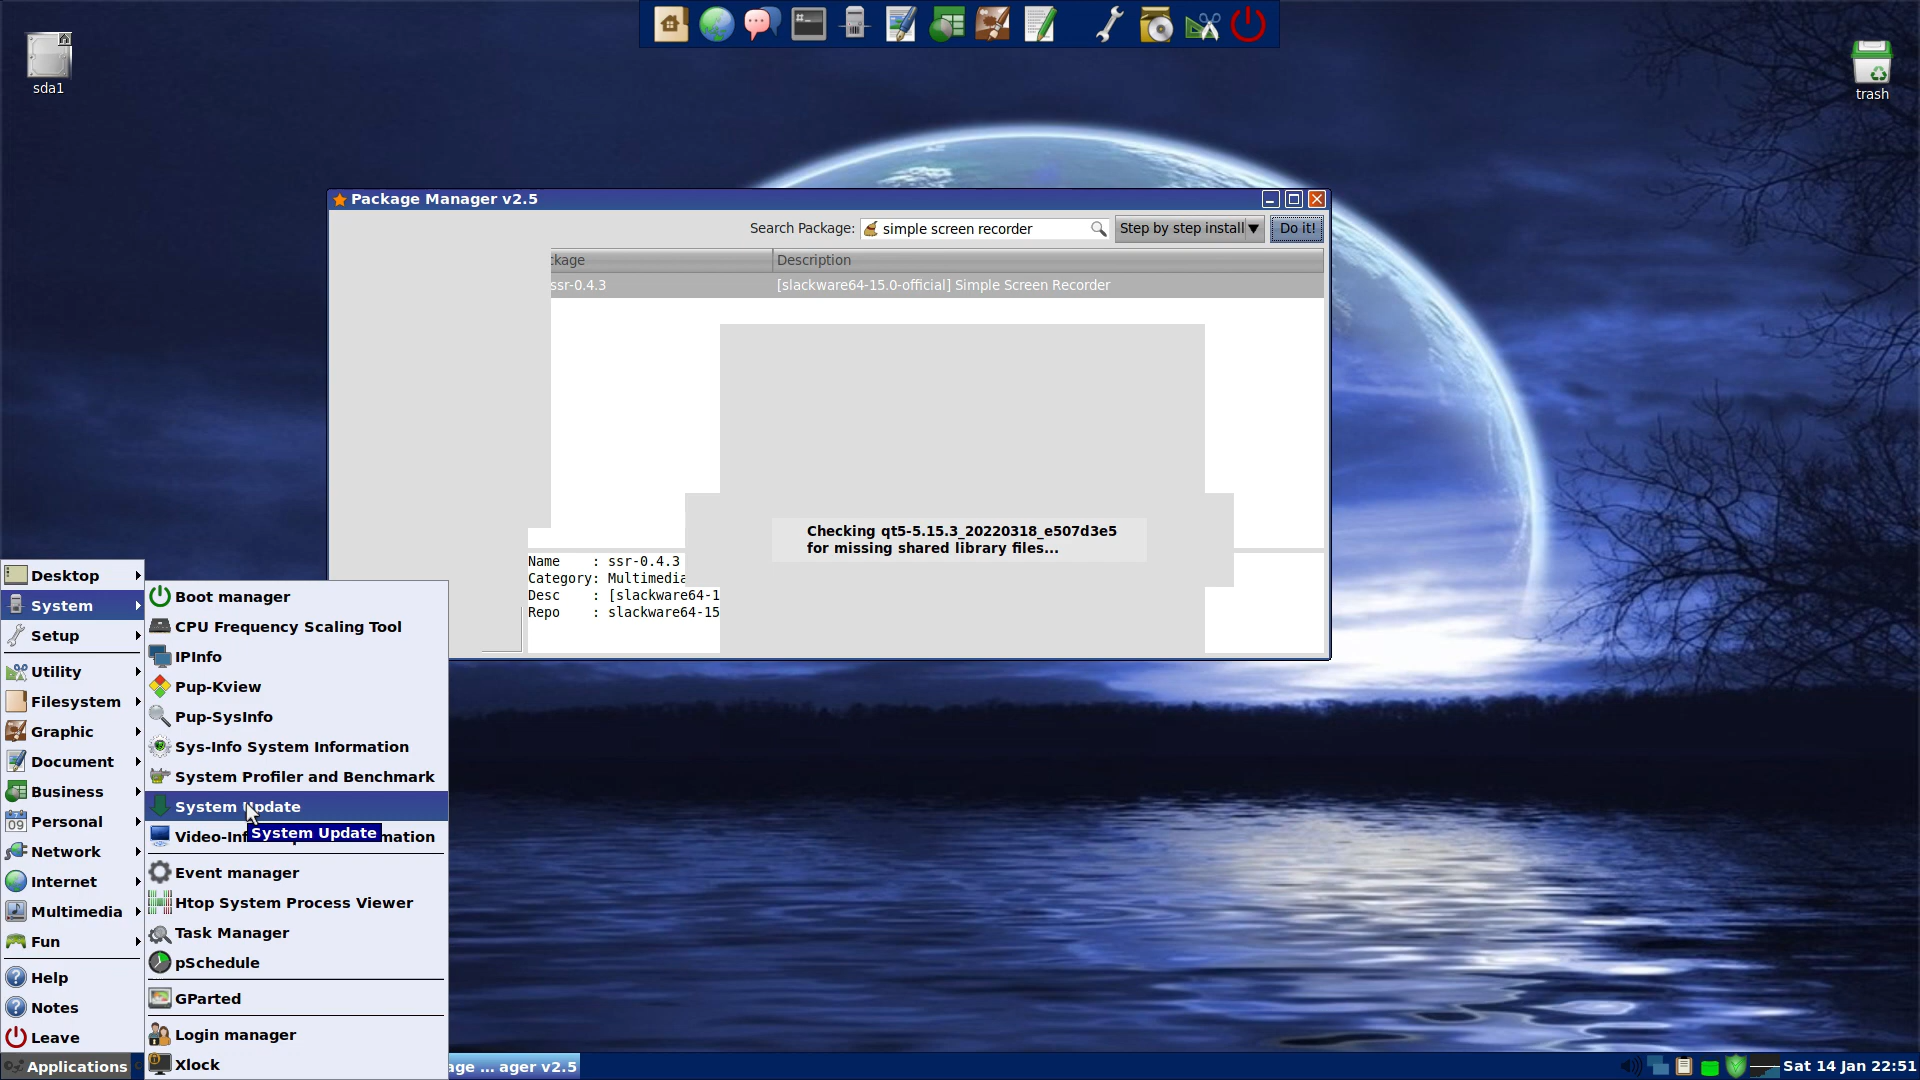 sda1
trash
Package Manager v2.5
Search Package: simple screen recorder Step by step install Do it!
ckage Description
ssr-0.4.3 [slackware64-15.0-official] Simple Screen Recorder
Checking qt5-5.15.3_20220318_e507d3e5
for missing shared library files...
Name : ssr-0.4.3
Category: Multimedia
Desc : [slackware64-1
Repo : slackware64-15
Desktop
System
Setup
Utility
Filesystem
Graphic
Document
Business
Personal
09
Network
Internet
Multimedia
Fun
Help
Notes
Leave
Boot manager
CPU Frequency Scaling Tool
IPInfo
Pup-Kview
Pup-SysInfo
Sys-Info System Information
System Profiler and Benchmark
System Update
System Update
Video-Inf mation
Event manager
Htop System Process Viewer
Task Manager
pSchedule
GParted
Login manager
Xlock
Applications
age ... ager v2.5
Sat 14 Jan 22:51